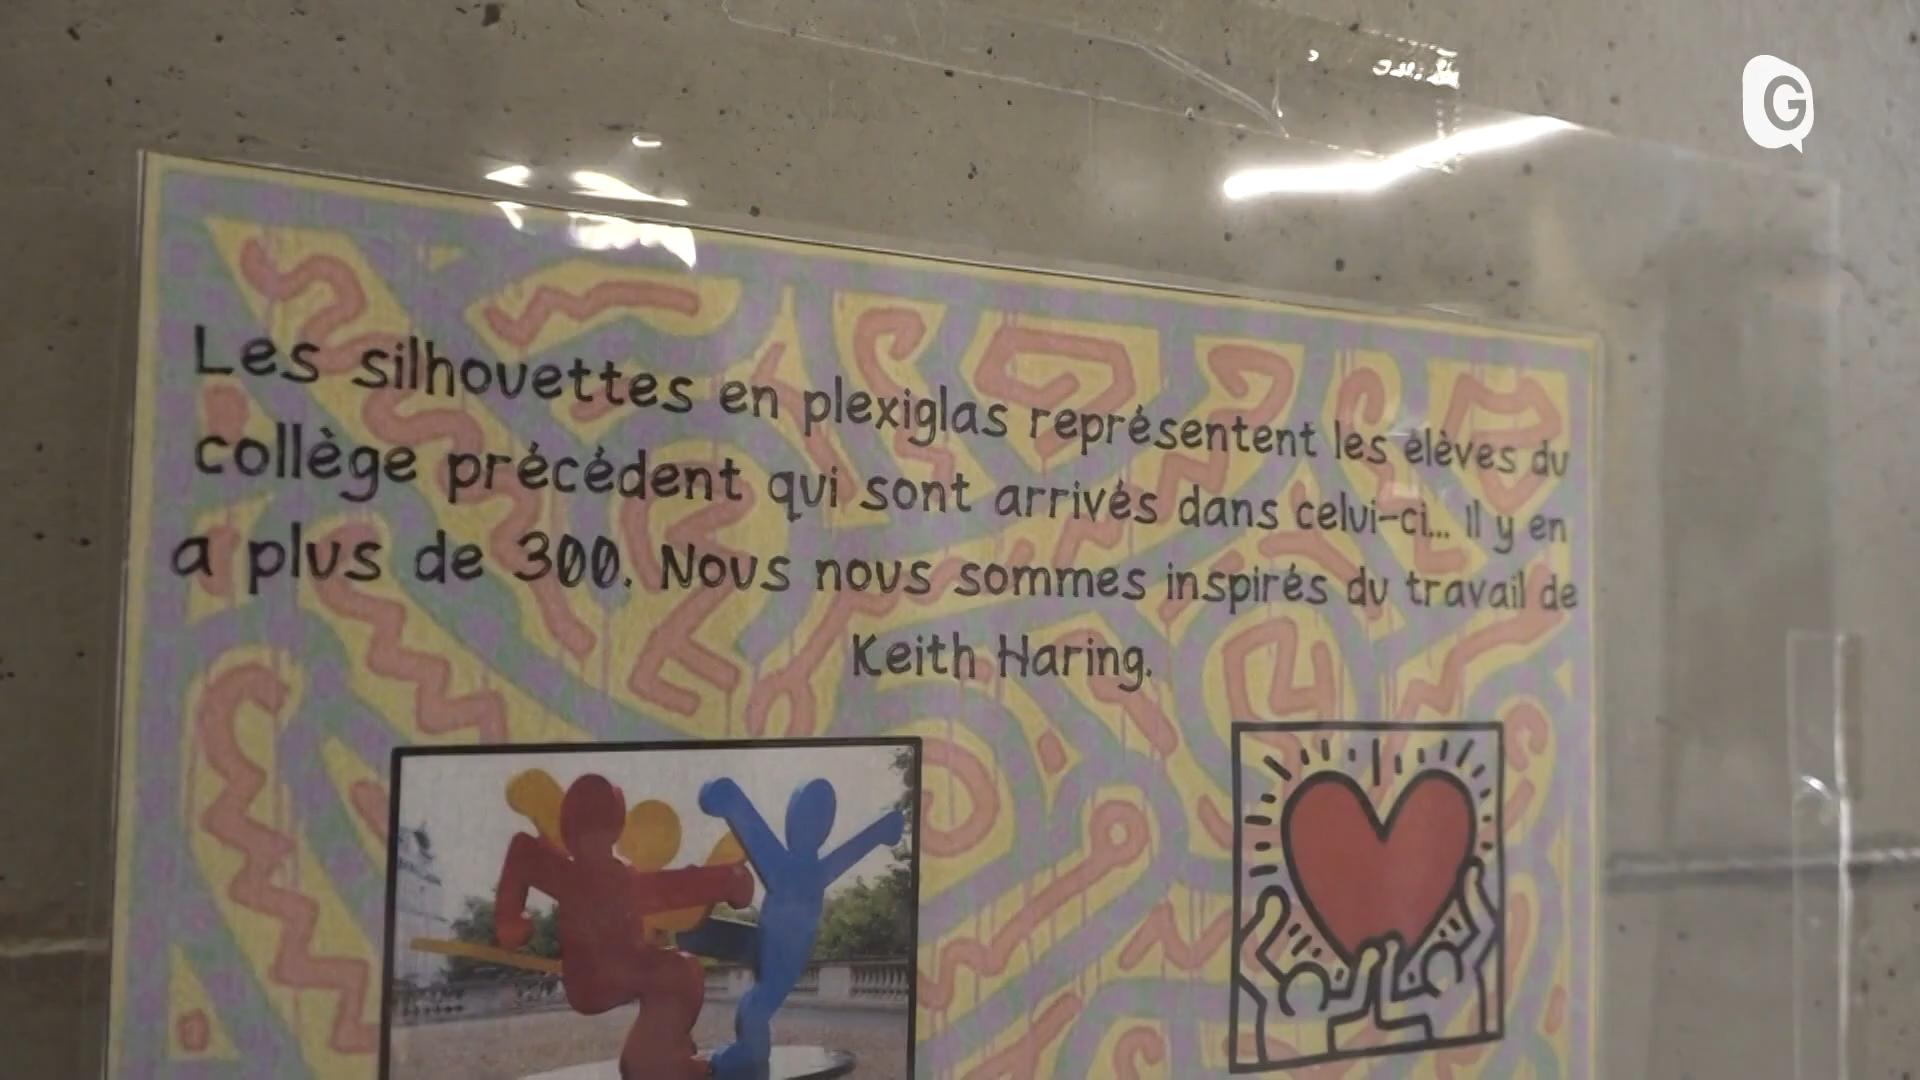 G
Les silhouettes en plexiglas représentent les élèves du
collège précédent qui sont arrivés dans celui-ci... Il y en
a plus de 300. Nous nous sommes inspirés du travail de
Keith Haring.